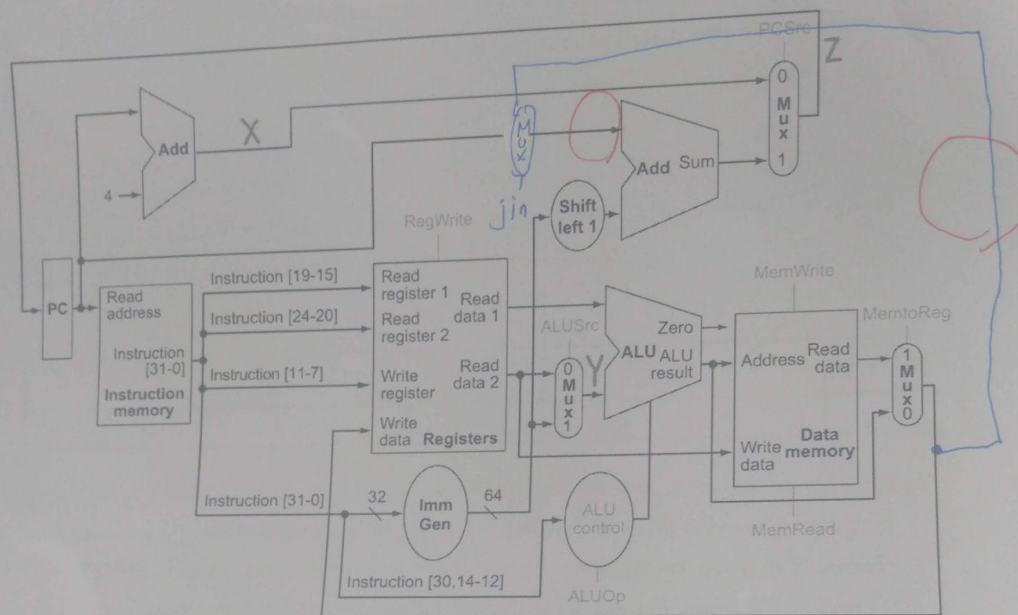 PCSrc
Z
0
M
u
x
1
X
Add
4
M
u
x
jin
Add Sum
Shift
left 1
RegWrite
PC
Read
address
Instruction
[31-0]
Instruction
memory
Instruction [19-15]
Instruction [24-20]
Instruction [11-7]
Read
register 1
Read
register 2
Write
register
Write
data
Read
data 1
Read
data 2
Registers
ALUSrc
0
M
u
x
1
Y
Zero
ALU ALU
result
MemWrite
Address
Read
data
Write
data
Data
memory
MemRead
MemtoReg
1
M
u
x
0
Instruction [31-0]
32
Imm
Gen
64
ALU
control
Instruction [30,14-12]
ALUOp